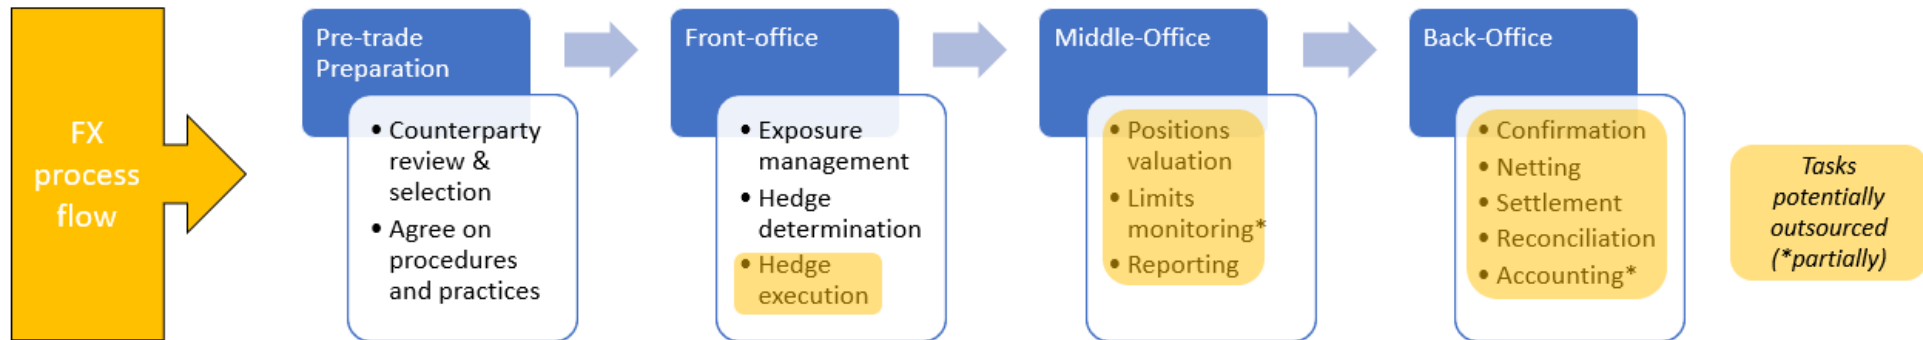 FX
process
flow
Pre-trade
Preparation
• Counterparty
review &
selection
• Agree on
procedures
and practices
Front-office
• Exposure
management
• Hedge
determination
• Hedge
execution
Middle-Office
• Positions
valuation
• Limits
monitoring*
• Reporting
Back-Office
• Confirmation
• Netting
• Settlement
• Reconciliation
• Accounting*
Tasks
potentially
outsourced
(*partially)